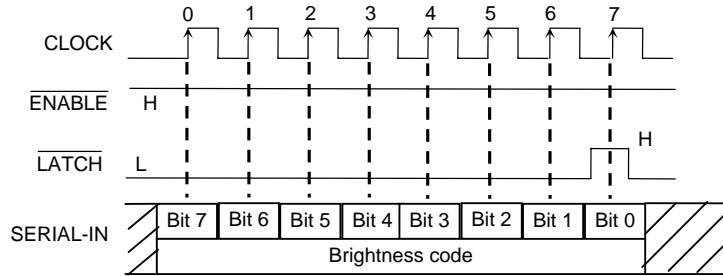 0 1 2 3 4 5 6 7
CLOCK
ENABLE H
LATCH L H
SERIAL-IN Bit 7 Bit 6 Bit 5 Bit 4 Bit 3 Bit 2 Bit 1 Bit 0
Brightness code